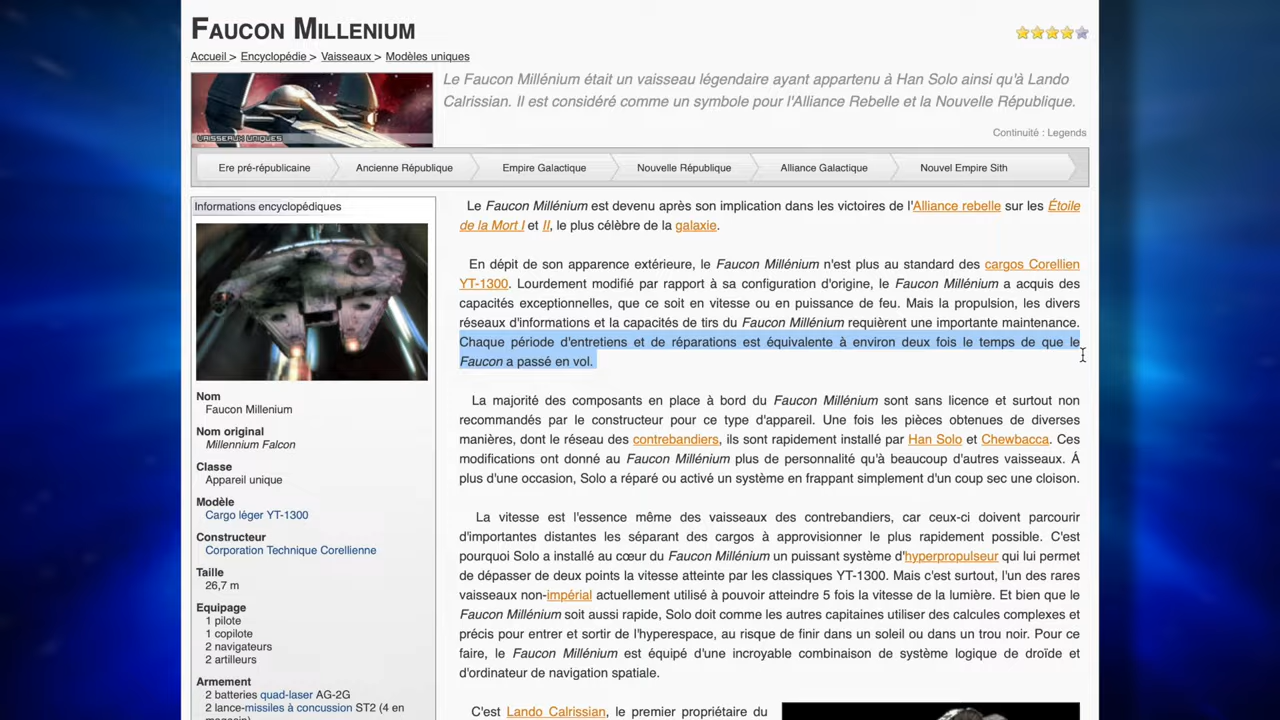 FAUCON MILLENIUM
Accueil > Encyclopédie > Vaisseaux > Modèles uniques
Le Faucon Millénium était un vaisseau légendaire ayant appartenu à Han Solo ainsi qu'à Lando
Calrissian. Il est considéré comme un symbole pour l'Alliance Rebelle et la Nouvelle République.
VAISSEAUX UNIQUES
Continuité : Legends
Ere pré-républicaine
Ancienne République
Empire Galactique
Nouvelle République
Alliance Galactique
Nouvel Empire Sith
Informations encyclopédiques
Nom
Faucon Millenium
Nom original
Millennium Falcon
Classe
Appareil unique
Modèle
Cargo léger YT-1300
Constructeur
Corporation Technique Corellienne
Taille
26,7 m
Equipage
1 pilote
1 copilote
2 navigateurs
2 artilleurs
Armement
2 batteries quad-laser AG-2G
2 lance-missiles à concussion ST2 (4 en
magasin)
Le Faucon Millénium est devenu après son implication dans les victoires de l'Alliance rebelle sur les Étoile
de la Mort I et II, le plus célèbre de la galaxie.
En dépit de son apparence extérieure, le Faucon Millénium n'est plus au standard des cargos Corellien
YT-1300. Lourdement modifié par rapport à sa configuration d'origine, le Faucon Millénium a acquis des
capacités exceptionnelles, que ce soit en vitesse ou en puissance de feu. Mais la propulsion, les divers
réseaux d'informations et la capacités de tirs du Faucon Millénium requièrent une importante maintenance.
Chaque période d'entretiens et de réparations est équivalente à environ deux fois le temps de que le
Faucon a passé en vol.
La majorité des composants en place à bord du Faucon Millénium sont sans licence et surtout non
recommandés par le constructeur pour ce type d'appareil. Une fois les pièces obtenues de diverses
manières, dont le réseau des contrebandiers, ils sont rapidement installé par Han Solo et Chewbacca. Ces
modifications ont donné au Faucon Millénium plus de personnalité qu'à beaucoup d'autres vaisseaux. Á
plus d'une occasion, Solo a réparé ou activé un système en frappant simplement d'un coup sec une cloison.
La vitesse est l'essence même des vaisseaux des contrebandiers, car ceux-ci doivent parcourir
d'importantes distantes les séparant des cargos à approvisionner le plus rapidement possible. C'est
pourquoi Solo a installé au cœur du Faucon Millénium un puissant système d'hyperpropulseur qui lui permet
de dépasser de deux points la vitesse atteinte par les classiques YT-1300. Mais c'est surtout, l'un des rares
vaisseaux non-impérial actuellement utilisé à pouvoir atteindre 5 fois la vitesse de la lumière. Et bien que le
Faucon Millénium soit aussi rapide, Solo doit comme les autres capitaines utiliser des calcules complexes et
précis pour entrer et sortir de l'hyperespace, au risque de finir dans un soleil ou dans un trou noir. Pour ce
faire, le Faucon Millénium est équipé d'une incroyable combinaison de système logique de droïde et
d'ordinateur de navigation spatiale.
C'est Lando Calrissian, le premier propriétaire du